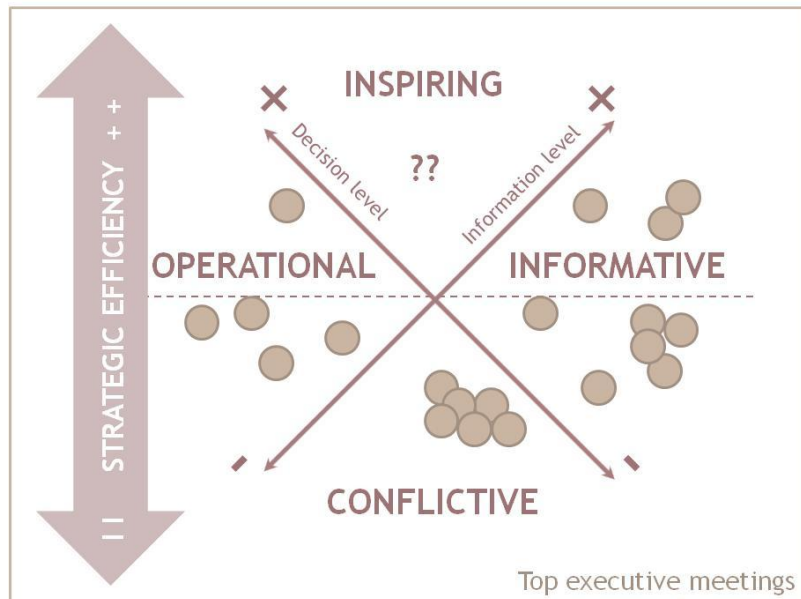 INSPIRING
Decision level
??
Information level
OPERATIONAL
INFORMATIVE
CONFLICTIVE
-- STRATEGIC EFFICIENCY ++
Top executive meetings